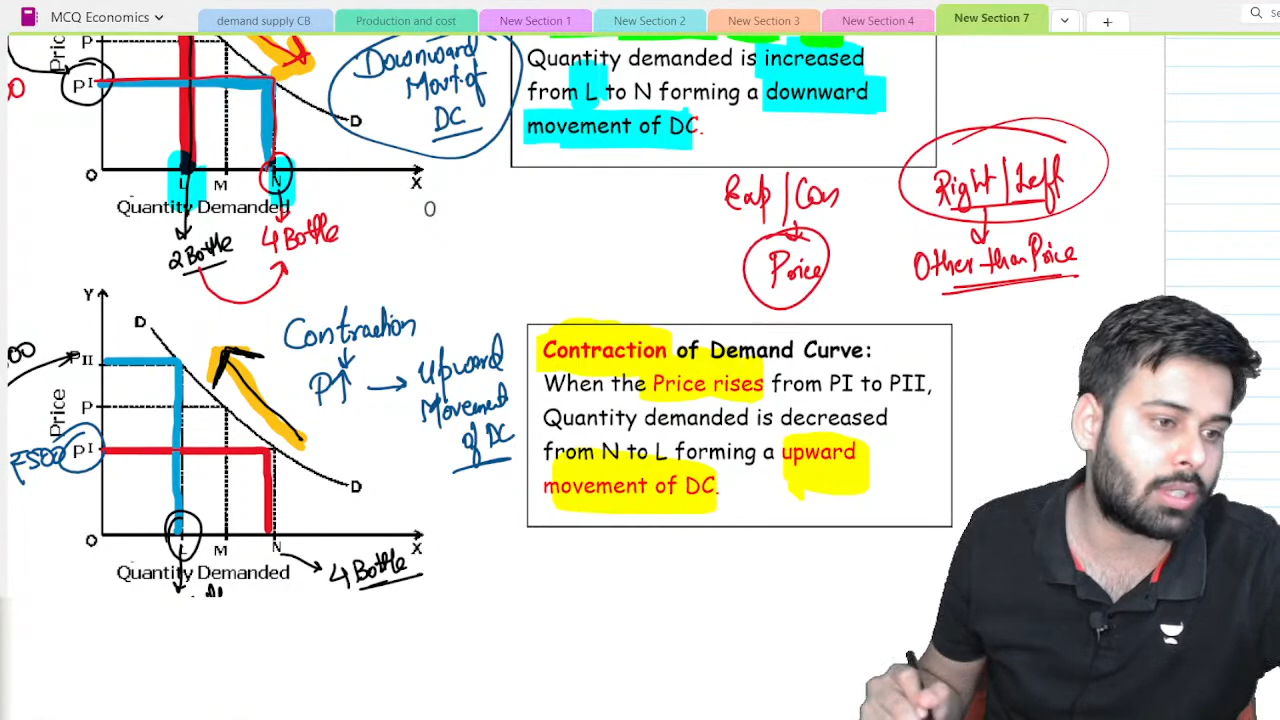 MCQ Economics
demand supply CB
Production and cost
New Section 1
New Section 2
New Section 3
New Section 4
New Section 7
Price
P
PI
D
O
L
M
N
X
Quantity Demanded
2 Bottle
4 Bottle
Downward
Mov't of
DC
Quantity demanded is increased
from L to N forming a downward
movement of DC.
Exp / Con
Price
Right / Left
Other than Price
Y
D
PII
Price
P
PI
D
O
L
M
N
X
Quantity Demanded
4 Bottle
Contraction
P
Upward
Movement
of DC
Contraction of Demand Curve:
When the Price rises from PI to PII,
Quantity demanded is decreased
from N to L forming a upward
movement of DC.